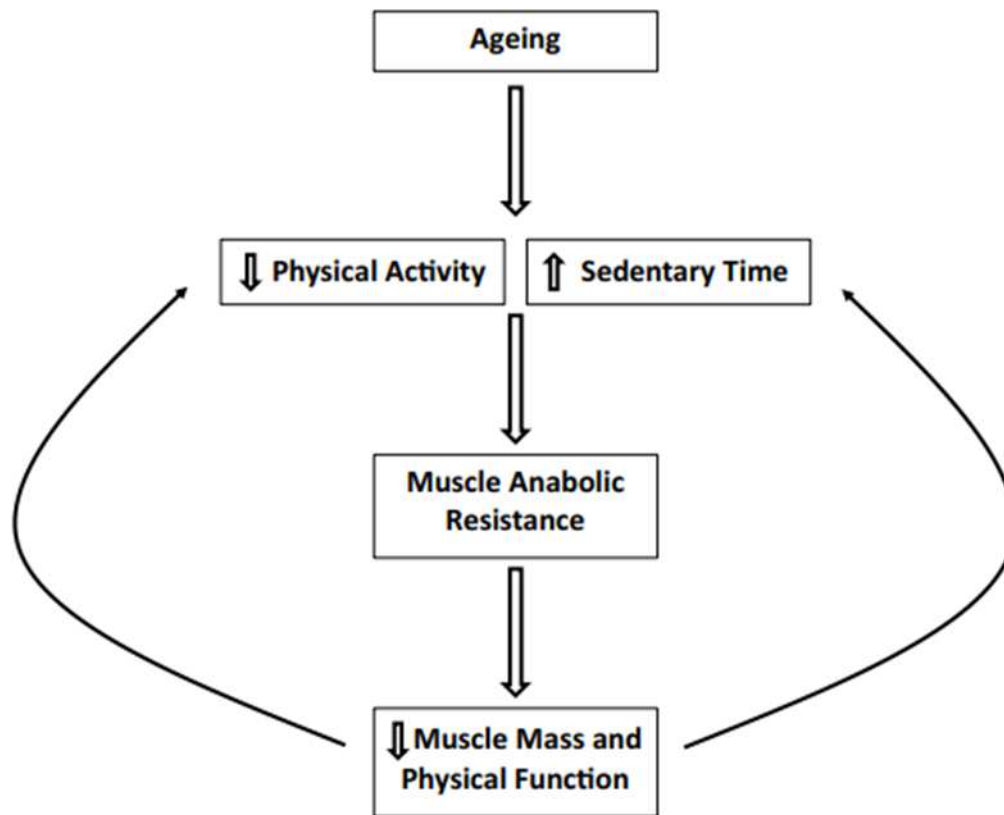 Ageing
⇩ Physical Activity
⇧ Sedentary Time
Muscle Anabolic
Resistance
⇩ Muscle Mass and
Physical Function